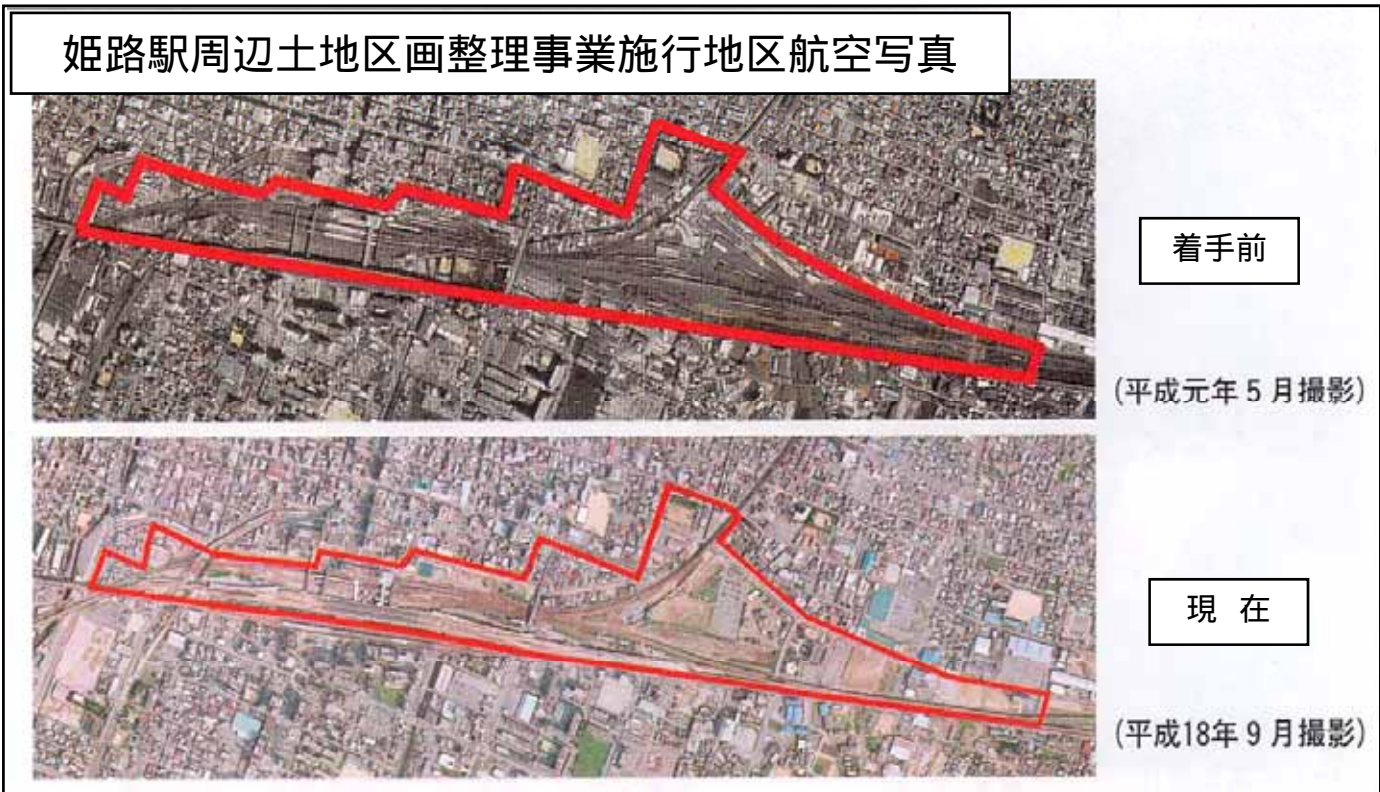 姫路駅周辺土地区画整理事業施行地区航空写真
着手前
(平成元年5月撮影)
現 在
(平成18年9月撮影)